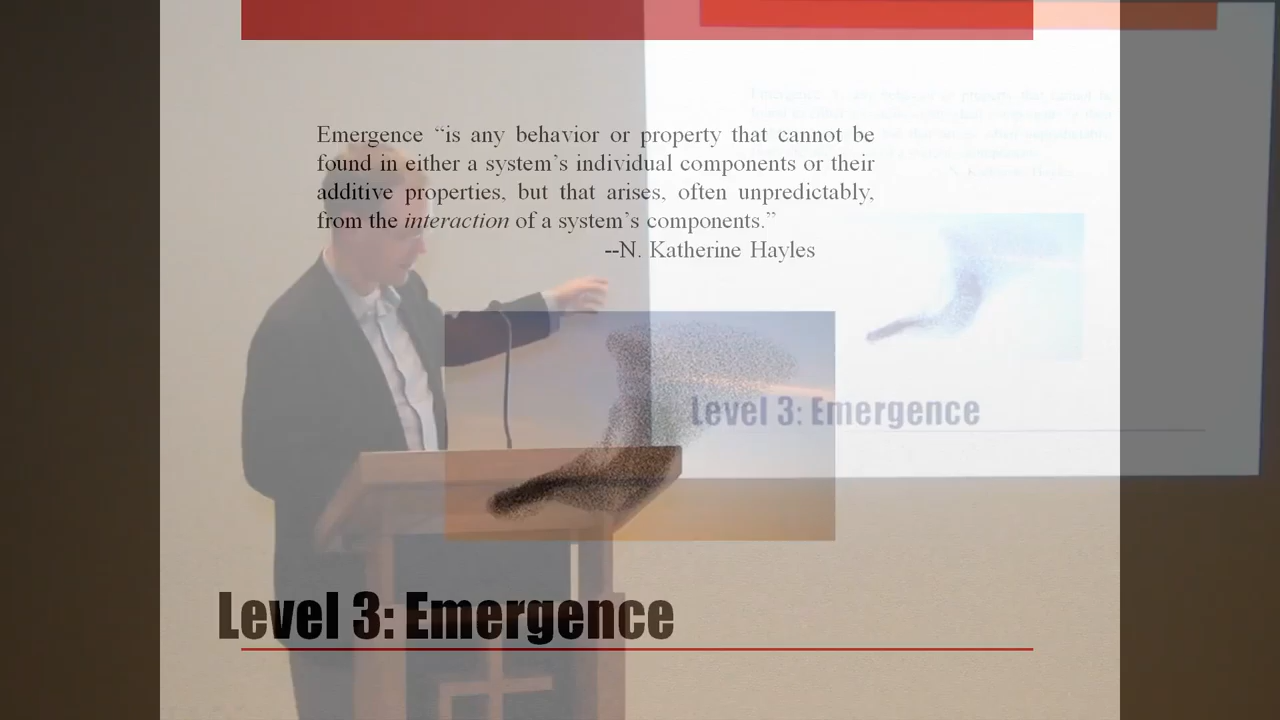 Emergence “is any behavior or property that cannot be
found in either a system’s individual components or their
additive properties, but that arises, often unpredictably,
from the interaction of a system’s components.”
--N. Katherine Hayles
Level 3: Emergence
Level 3: Emergence